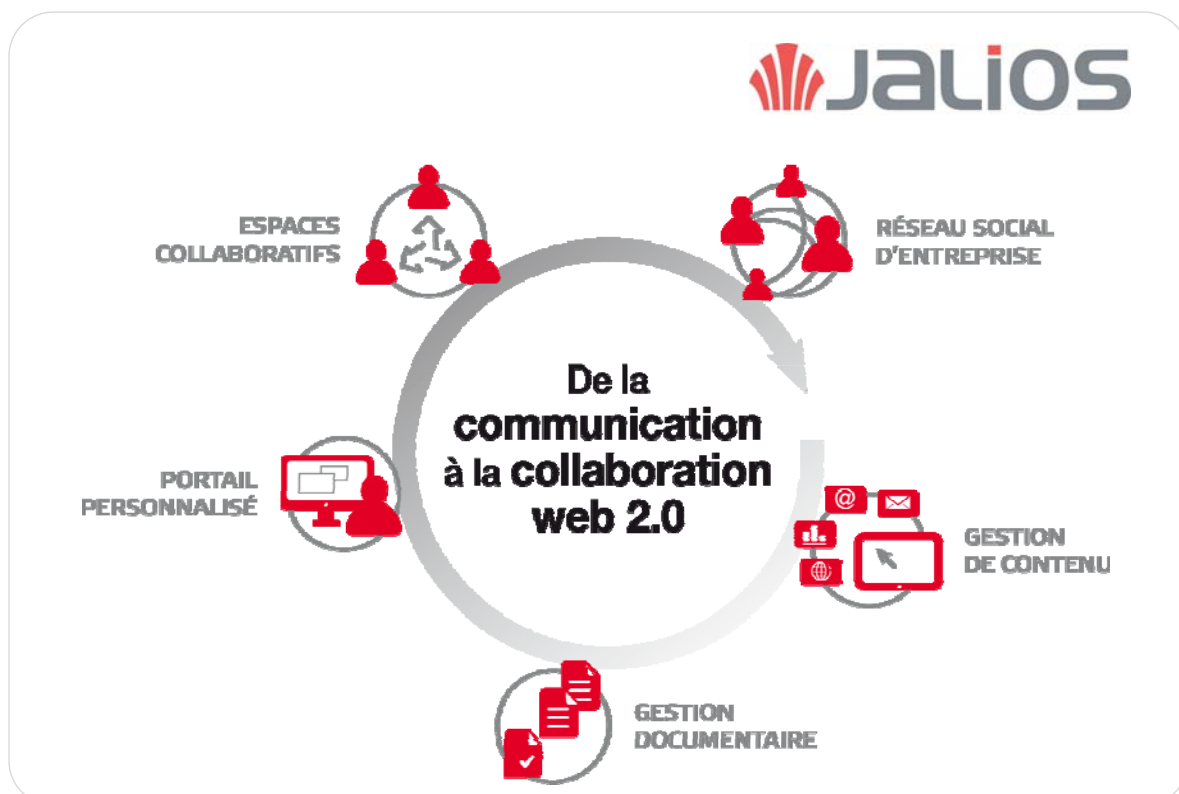 Jalios
ESPACES
COLLABORATIFS
RÉSEAU SOCIAL
D'ENTREPRISE
De la
communication
à la collaboration
web 2.0
PORTAIL
PERSONNALISÉ
@
GESTION
DE CONTENU
GESTION
DOCUMENTAIRE